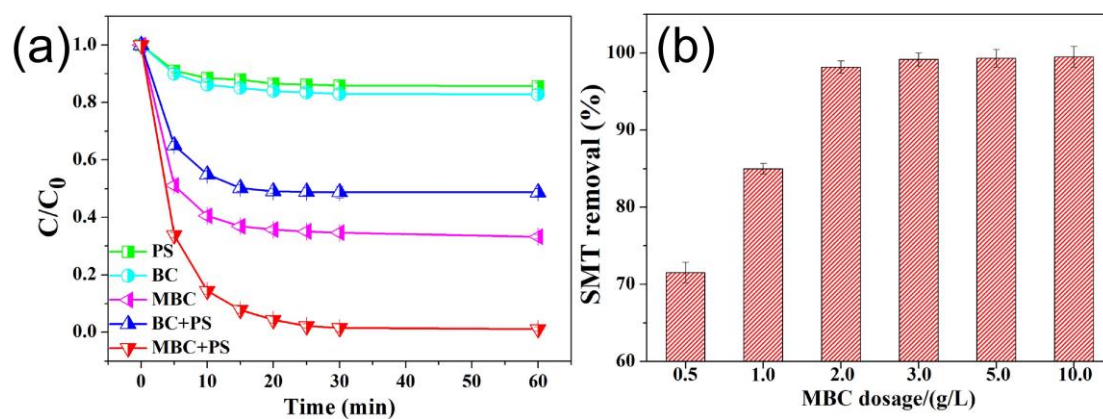 (a)
C/C0
1.0
0.8
0.6
0.4
0.2
0.0
PS
BC
MBC
BC+PS
MBC+PS
0 10 20 30 40 50 60
Time (min)
(b)
SMT removal (%)
100
90
80
70
60
0.5 1.0 2.0 3.0 5.0 10.0
MBC dosage/(g/L)